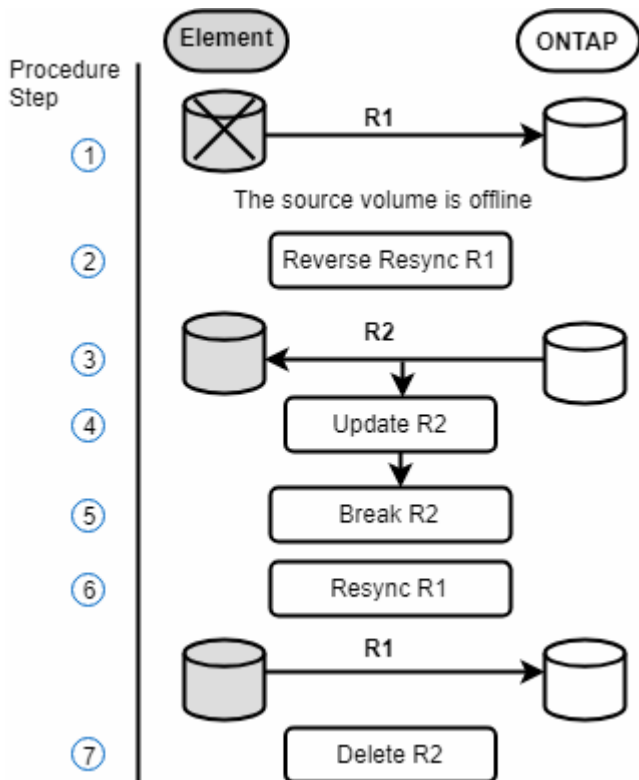 Element
ONTAP
Procedure
Step
R1
1
The source volume is offline
2
Reverse Resync R1
R2
3
4
Update R2
5
Break R2
6
Resync R1
R1
7
Delete R2